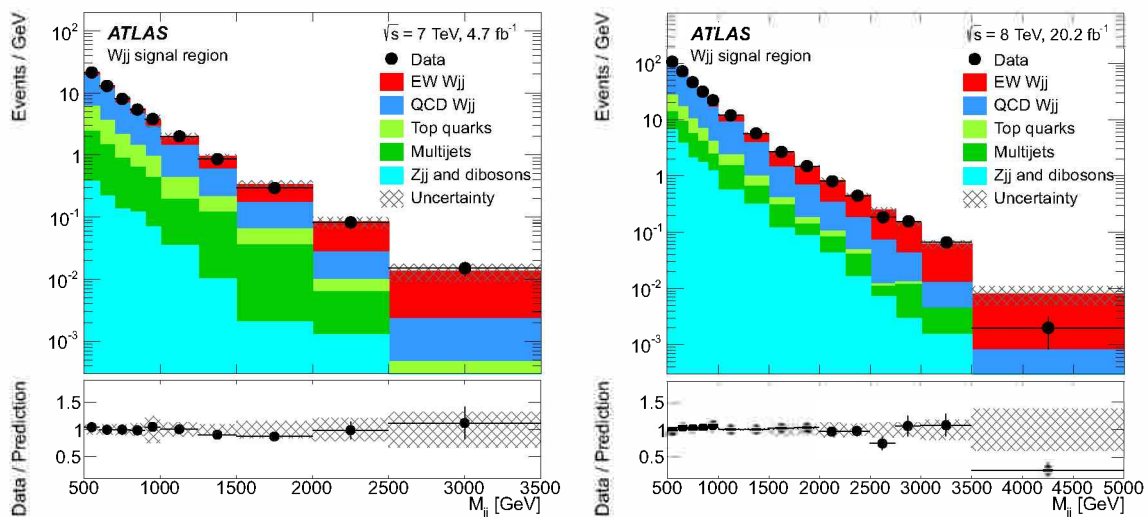 Events / GeV
10²
10
1
10⁻¹
10⁻²
10⁻³
ATLAS
Wjj signal region
√s = 7 TeV, 4.7 fb⁻¹
Data
EW Wjj
QCD Wjj
Top quarks
Multijets
Zjj and dibosons
Uncertainty
Data / Prediction
1.5
1
0.5
500 1000 1500 2000 2500 3000 3500
M_jj [GeV]
Events / GeV
10²
10
1
10⁻¹
10⁻²
10⁻³
ATLAS
Wjj signal region
√s = 8 TeV, 20.2 fb⁻¹
Data
EW Wjj
QCD Wjj
Top quarks
Multijets
Zjj and dibosons
Uncertainty
Data / Prediction
1.5
1
0.5
500 1000 1500 2000 2500 3000 3500 4000 4500 5000
M_jj [GeV]